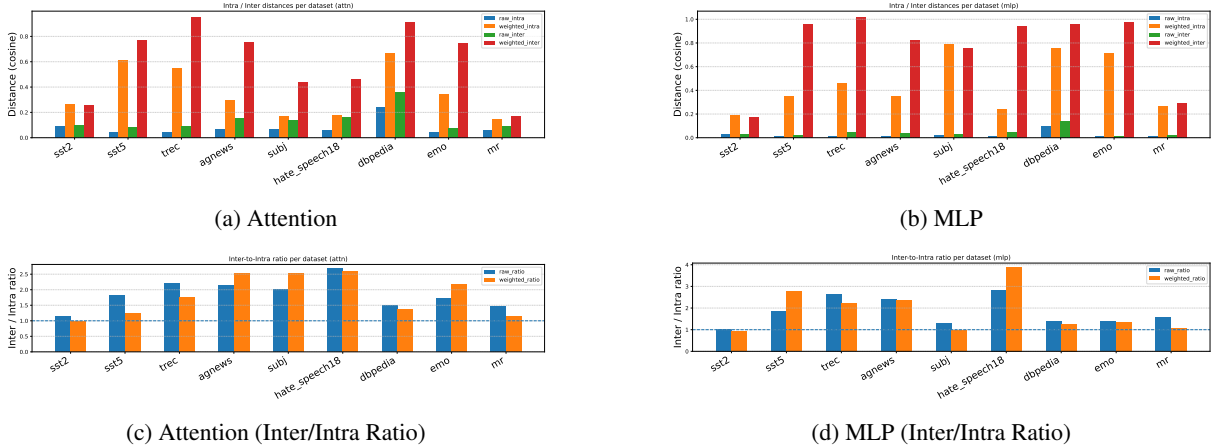 Intra / Inter distances per dataset (attn)
Distance (cosine)
0.8
0.6
0.4
0.2
0.0
raw_intra
weighted_intra
raw_inter
weighted_inter
sst2
sst5
trec
agnews
subj
hate_speech18
dbpedia
emo
mr
(a) Attention
Intra / Inter distances per dataset (mlp)
Distance (cosine)
1.0
0.8
0.6
0.4
0.2
0.0
raw_intra
weighted_intra
raw_inter
weighted_inter
sst2
sst5
trec
agnews
subj
hate_speech18
dbpedia
emo
mr
(b) MLP
Inter-to-Intra ratio per dataset (attn)
Inter / Intra ratio
2.5
2.0
1.5
1.0
0.5
0.0
raw_ratio
weighted_ratio
sst2
sst5
trec
agnews
subj
hate_speech18
dbpedia
emo
mr
(c) Attention (Inter/Intra Ratio)
Inter-to-Intra ratio per dataset (mlp)
Inter / Intra ratio
4
3
2
1
0
raw_ratio
weighted_ratio
sst2
sst5
trec
agnews
subj
hate_speech18
dbpedia
emo
mr
(d) MLP (Inter/Intra Ratio)